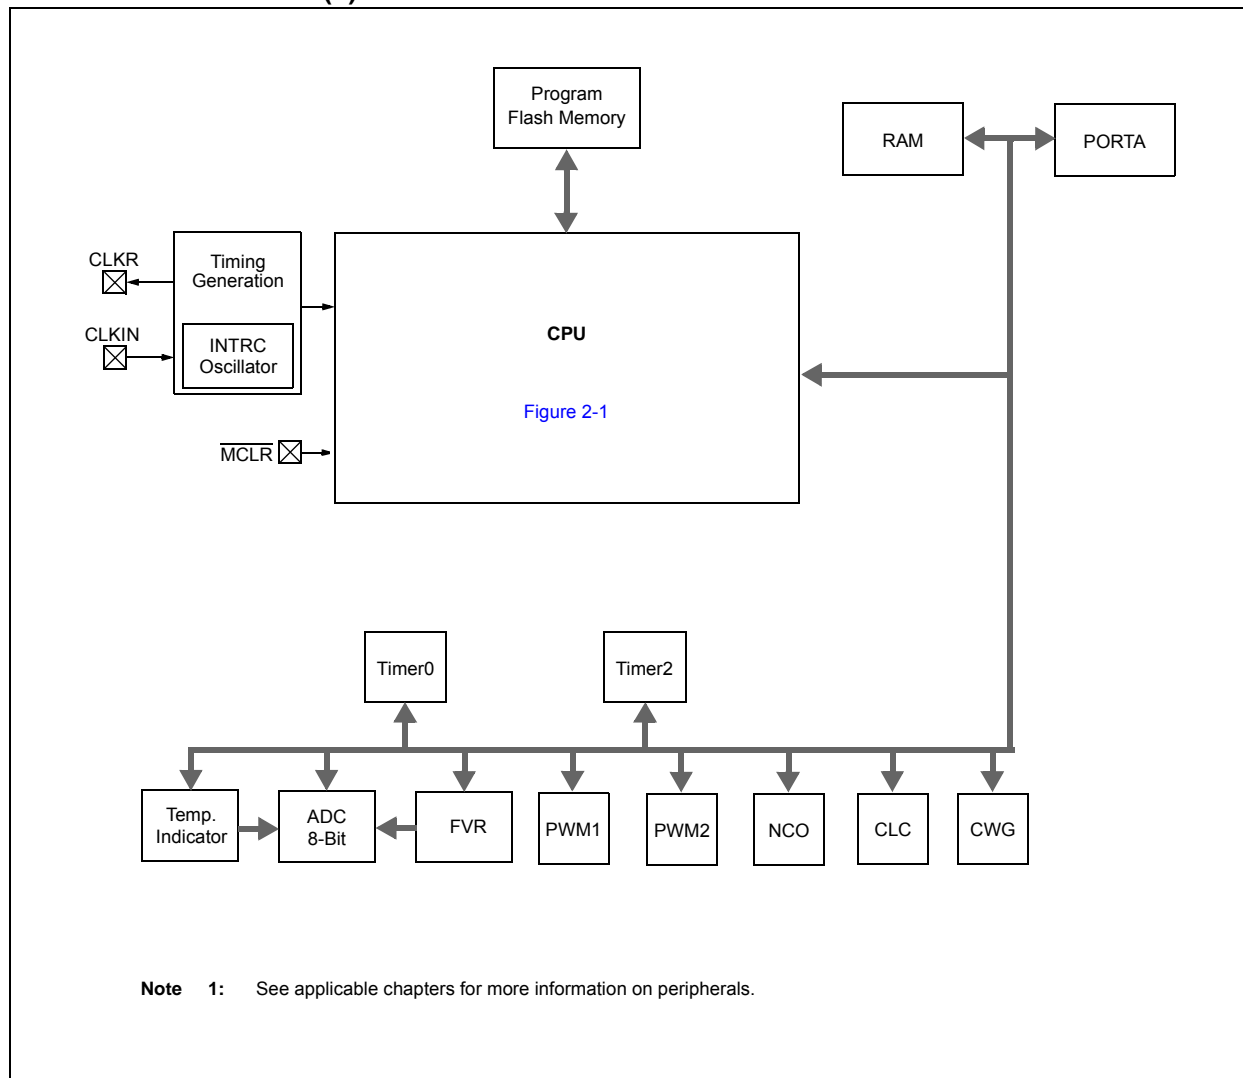 Program
Flash Memory
RAM
PORTA
CLKR
Timing
Generation
CLKIN
INTRC
Oscillator
CPU
Figure 2-1
MCLR
Timer0
Timer2
Temp.
Indicator
ADC
8-Bit
FVR
PWM1
PWM2
NCO
CLC
CWG
Note 1: See applicable chapters for more information on peripherals.